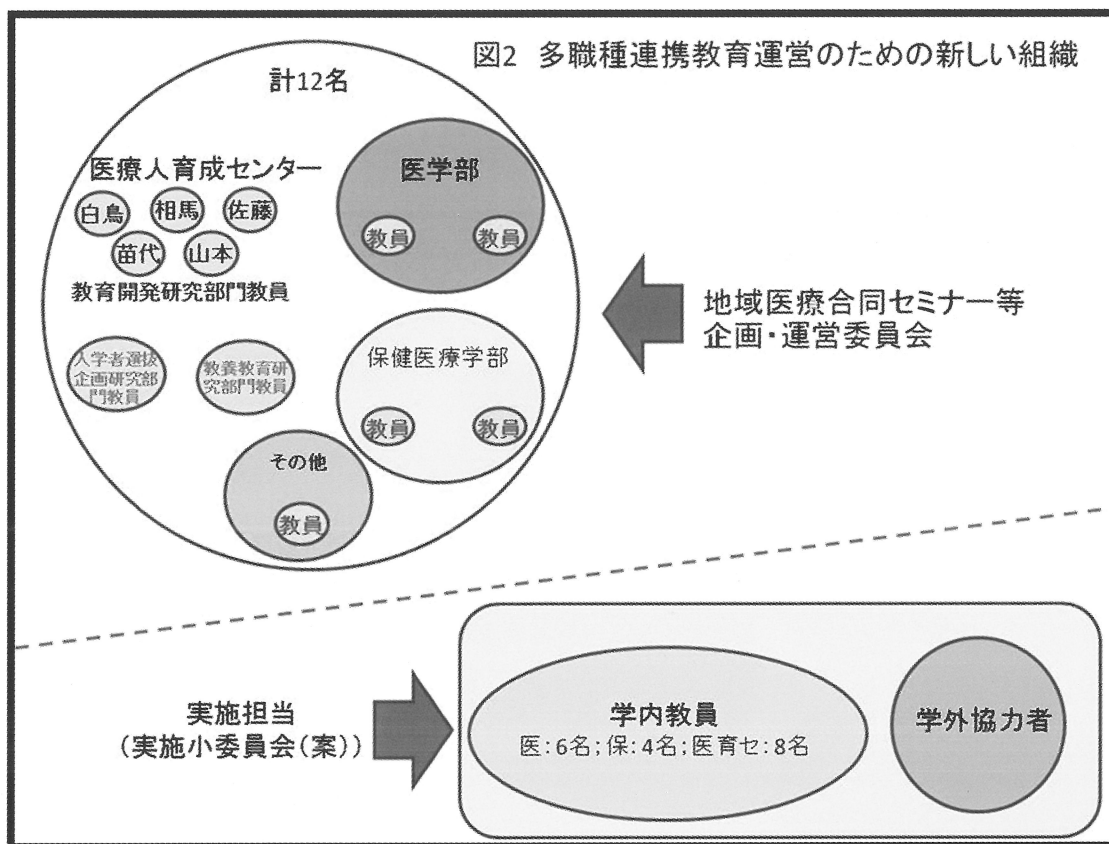 図2 多職種連携教育運営のための新しい組織
計12名
医療人育成センター
白鳥
相馬
佐藤
苗代
山本
教育開発研究部門教員
医学部
教員
教員
入学者選抜
企画研究部
門教員
教養教育研
究部門教員
保健医療学部
教員
教員
その他
教員
地域医療合同セミナー等
企画・運営委員会
実施担当
(実施小委員会(案))
学内教員
医:6名;保:4名;医育セ:8名
学外協力者